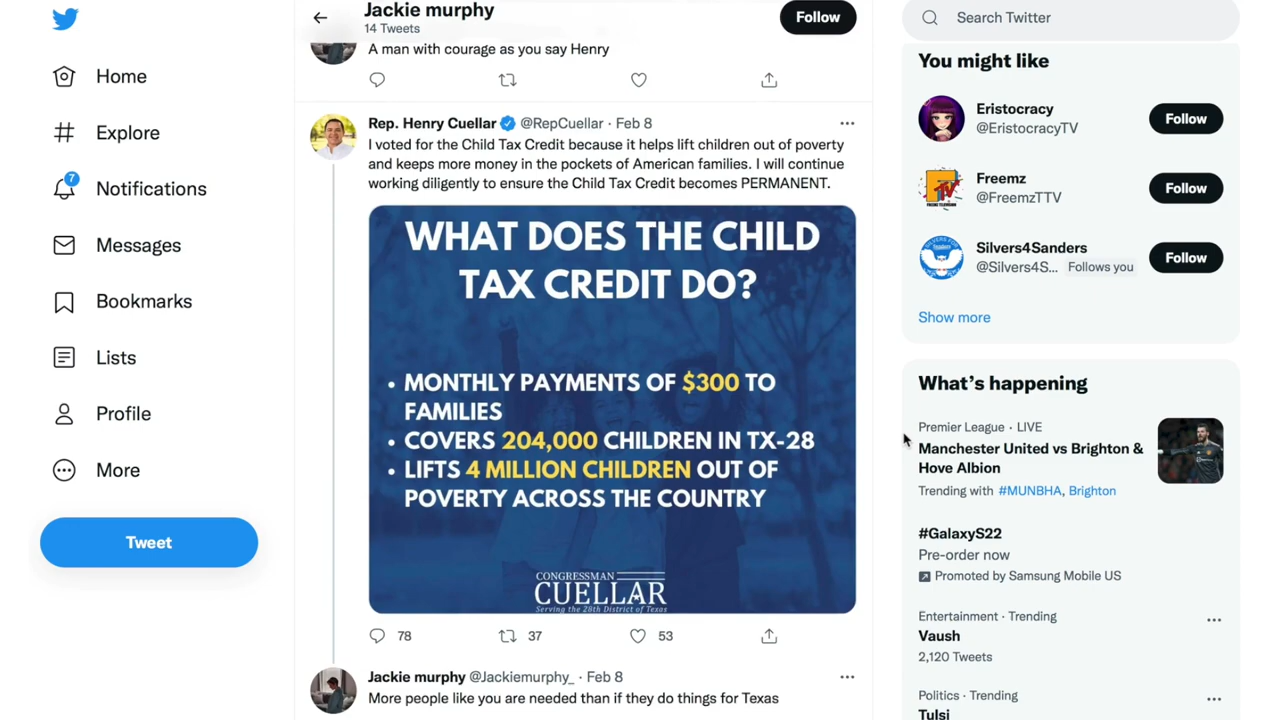 Jackie murphy
14 Tweets
Follow
Search Twitter
Home
Explore
7
Notifications
Messages
Bookmarks
Lists
Profile
More
Tweet
A man with courage as you say Henry
Rep. Henry Cuellar @RepCuellar · Feb 8
I voted for the Child Tax Credit because it helps lift children out of poverty
and keeps more money in the pockets of American families. I will continue
working diligently to ensure the Child Tax Credit becomes PERMANENT.
WHAT DOES THE CHILD
TAX CREDIT DO?
• MONTHLY PAYMENTS OF $300 TO
FAMILIES
• COVERS 204,000 CHILDREN IN TX-28
• LIFTS 4 MILLION CHILDREN OUT OF
POVERTY ACROSS THE COUNTRY
CONGRESSMAN
CUELLAR
Serving the 28th District of Texas
78
37
53
Jackie murphy @Jackiemurphy_ · Feb 8
More people like you are needed than if they do things for Texas
You might like
Eristocracy
@EristocracyTV
Follow
Freemz
@FreemzTTV
Follow
Silvers4Sanders
@Silvers4S... Follows you
Follow
Show more
What's happening
Premier League · LIVE
Manchester United vs Brighton &
Hove Albion
Trending with #MUNBHA, Brighton
#GalaxyS22
Pre-order now
Promoted by Samsung Mobile US
Entertainment · Trending
Vaush
2,120 Tweets
Politics · Trending
Tulsi